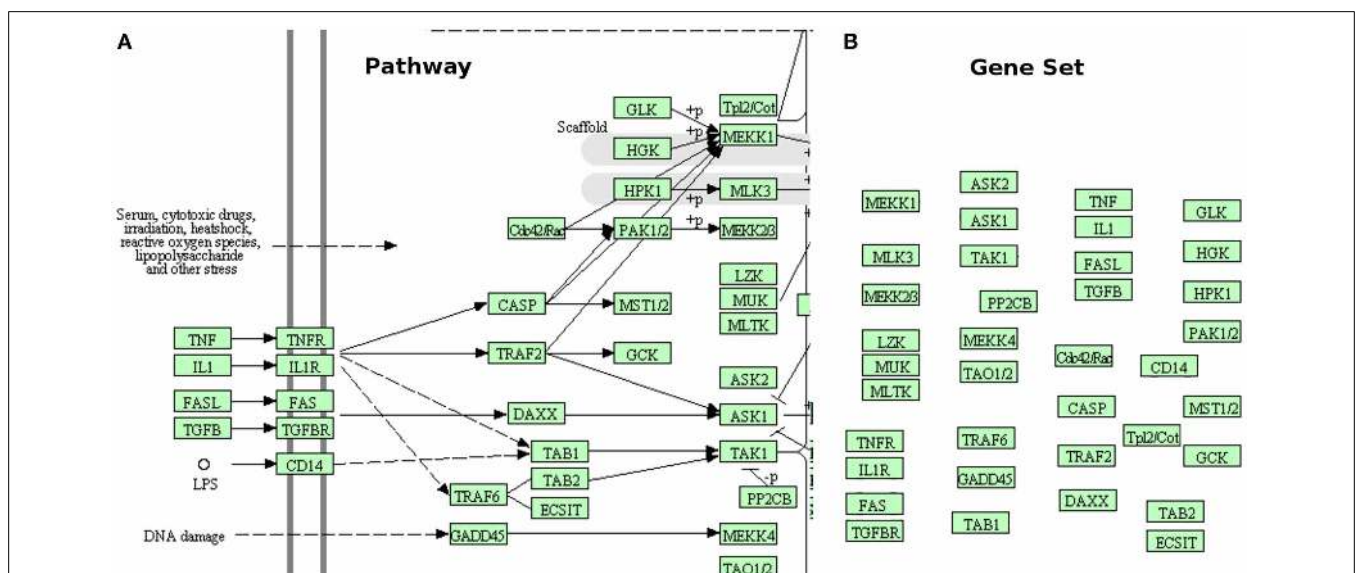 A
Pathway
GLK
+p
Tpl2/Cot
Scaffold
+p
MEKK1
HGK
HPK1
MLK3
+p
+p
Serum, cytotoxic drugs,
irradiation, heatshock,
reactive oxygen species,
lipopolysaccharide
and other stress
Cdc42/Rac
PAK1/2
MEKK2/3
LZK
MUK
MLTK
CASP
MST1/2
TNF
TNFR
TRAF2
GCK
IL1
IL1R
ASK2
FASL
FAS
DAXX
ASK1
TGFB
TGFBR
TAB1
TAK1
CD14
LPS
TAB2
-p
TRAF6
PP2CB
ECSIT
DNA damage
GADD45
MEKK4
TAO1/2
B
Gene Set
ASK2
MEKK1
TNF
GLK
ASK1
IL1
MLK3
TAK1
FASL
HGK
MEKK2/3
PP2CB
TGFB
HPK1
LZK
MEKK4
PAK1/2
MUK
TAO1/2
Cdc42/Rac
CD14
MLTK
CASP
MST1/2
TNFR
TRAF6
Tpl2/Cot
IL1R
GADD45
TRAF2
GCK
FAS
TAB1
DAXX
TAB2
TGFBR
ECSIT